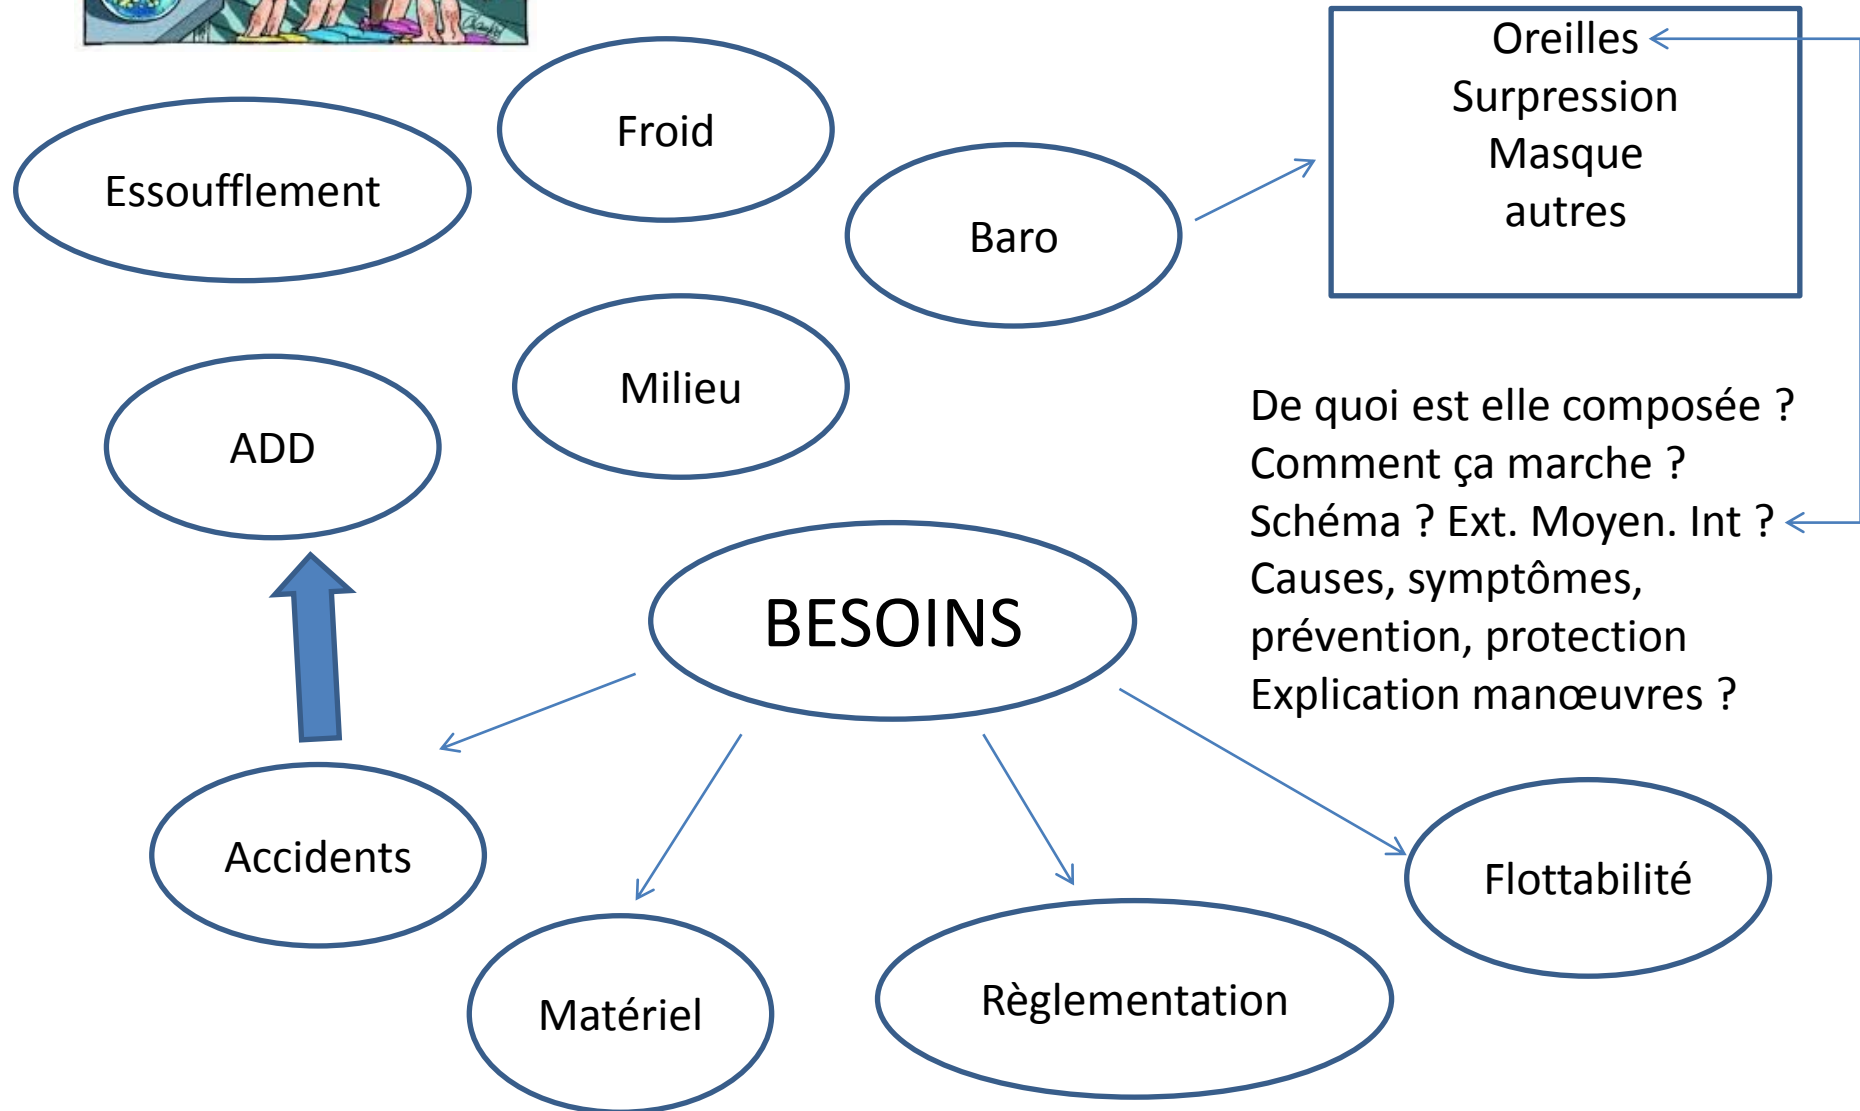 Oreilles
Surpression
Masque
autres
Froid
Essoufflement
Baro
Milieu
ADD
De quoi est elle composée ?
Comment ça marche ?
Schéma ? Ext. Moyen. Int ?
Causes, symptômes,
prévention, protection
Explication manœuvres ?
BESOINS
Accidents
Flottabilité
Matériel
Règlementation